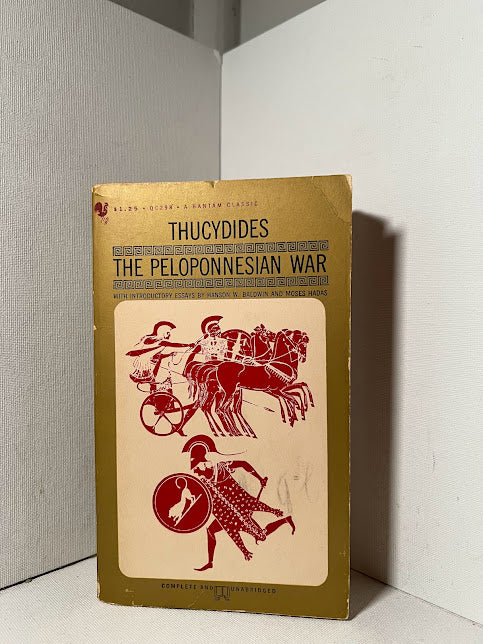 $1.25 • QC298 • A BANTAM CLASSIC
THUCYDIDES
THE PELOPONNESIAN WAR
WITH INTRODUCTORY ESSAYS BY HANSON W. BALDWIN AND MOSES HADAS
COMPLETE AND UNABRIDGED